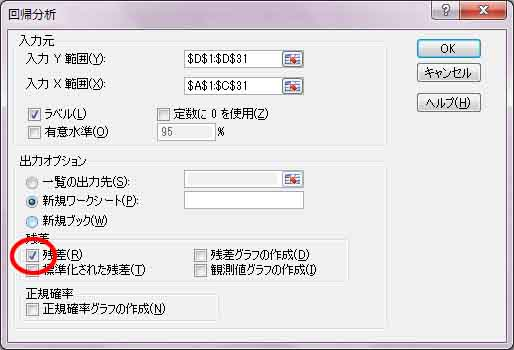 回帰分析
入力元
入力 Y 範囲(Y):
$D$1:$D$31
入力 X 範囲(X):
$A$1:$C$31
ラベル(L)
定数に 0 を使用(Z)
有意水準(O)
95
%
OK
キャンセル
ヘルプ(H)
出力オプション
一覧の出力先(S):
新規ワークシート(P):
新規ブック(W)
残差
残差(R)
残差グラフの作成(D)
標準化された残差(T)
観測値グラフの作成(I)
正規確率
正規確率グラフの作成(N)